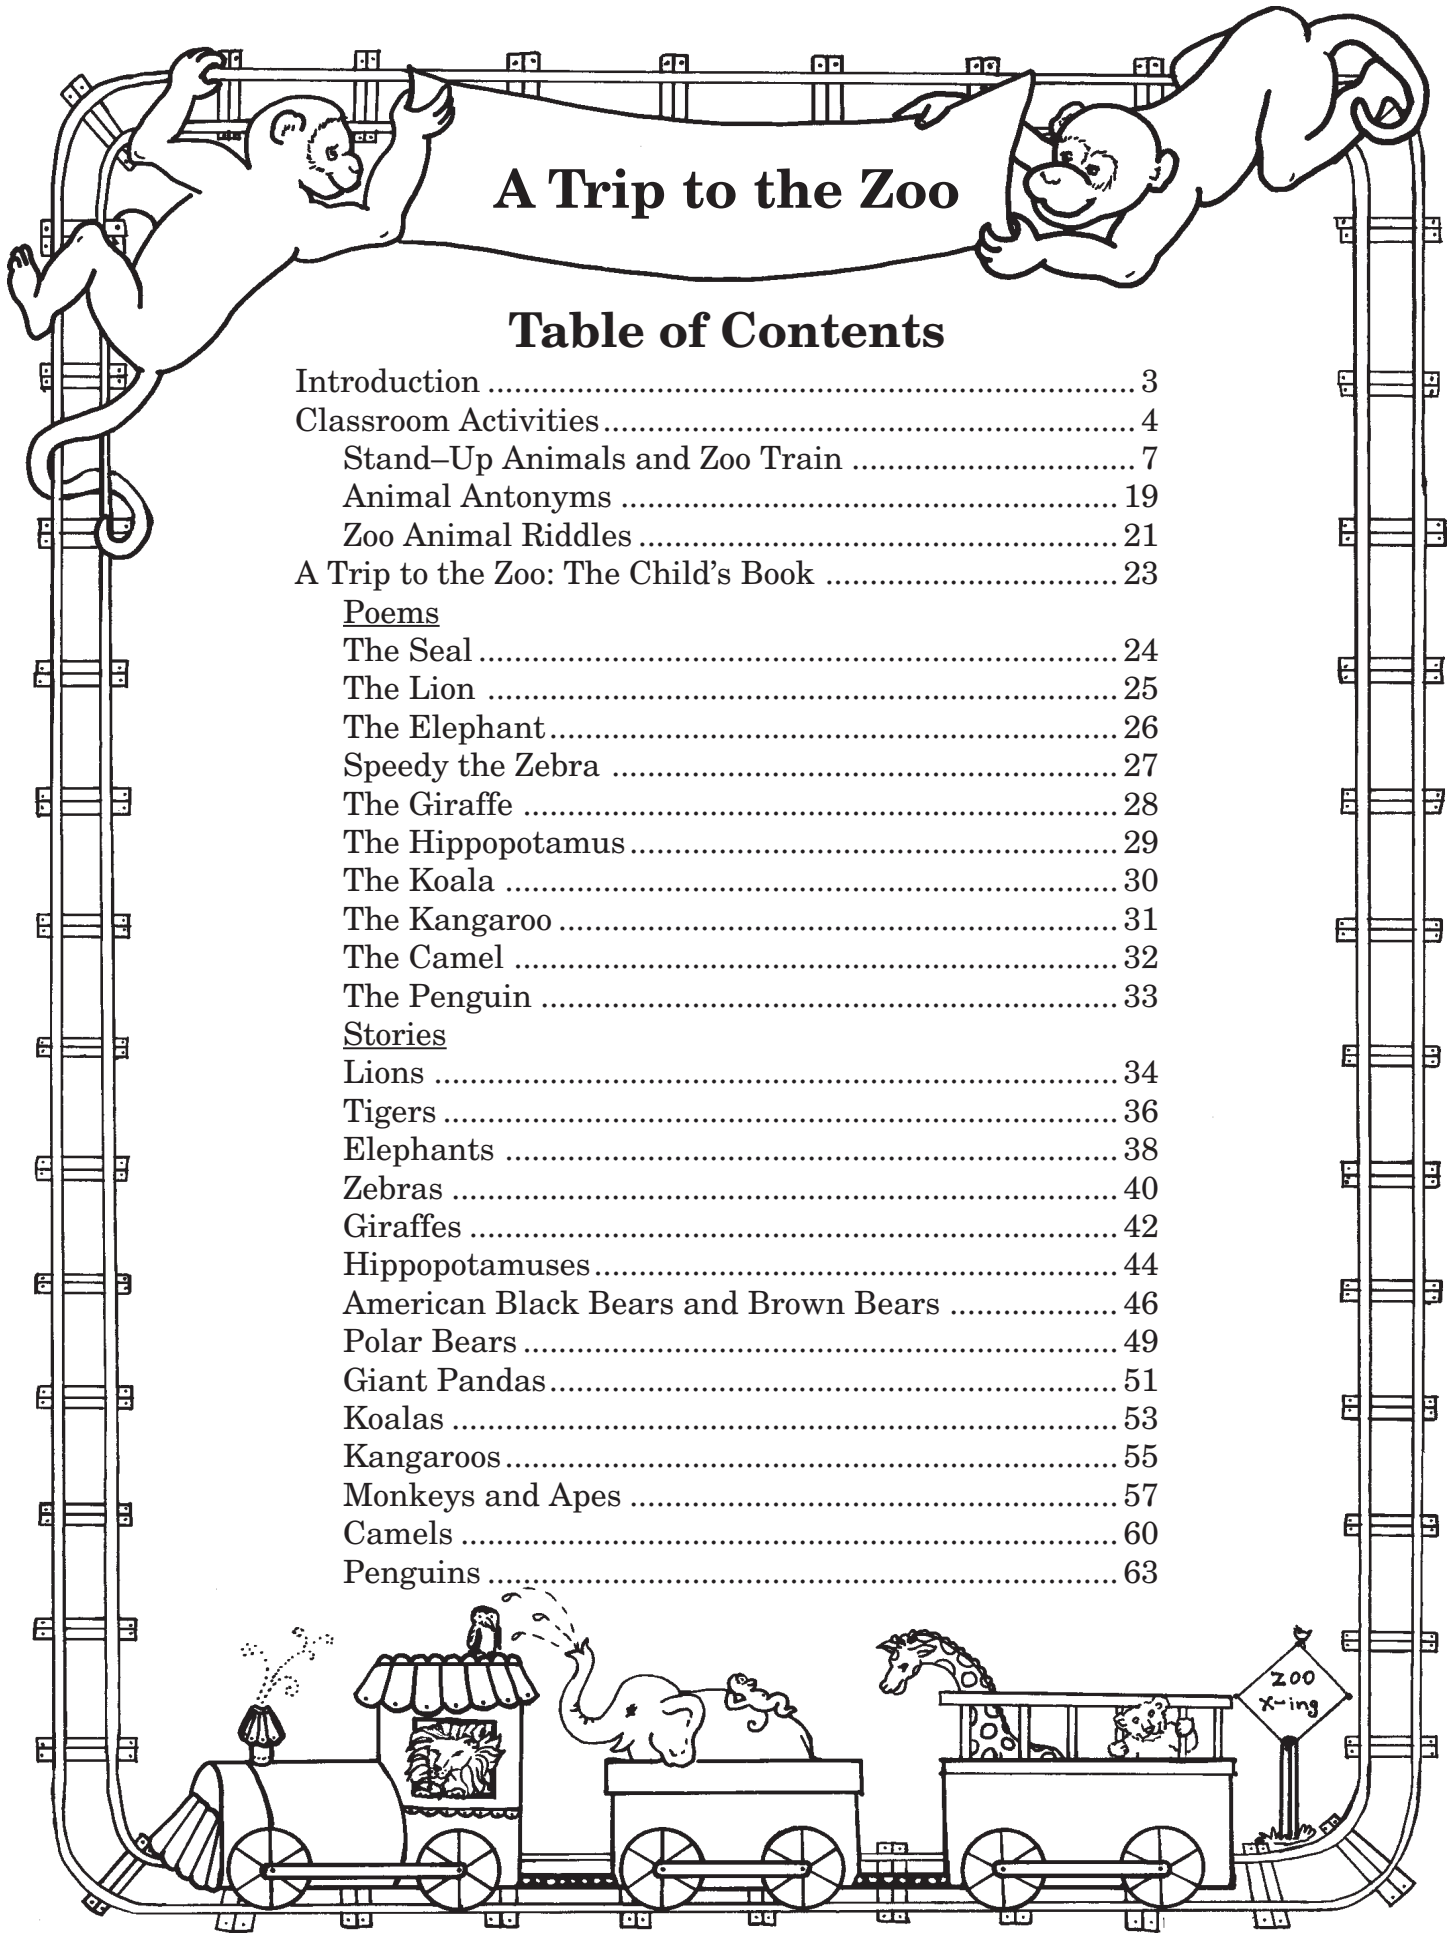 A Trip to the Zoo
Table of Contents
Introduction .......................................................................... 3
Classroom Activities............................................................. 4
Stand–Up Animals and Zoo Train ................................ 7
Animal Antonyms ........................................................ 19
Zoo Animal Riddles ...................................................... 21
A Trip to the Zoo: The Child's Book ................................. 23
Poems
The Seal ......................................................................... 24
The Lion ........................................................................ 25
The Elephant................................................................. 26
Speedy the Zebra .......................................................... 27
The Giraffe .................................................................... 28
The Hippopotamus........................................................ 29
The Koala ...................................................................... 30
The Kangaroo ................................................................ 31
The Camel ..................................................................... 32
The Penguin .................................................................. 33
Stories
Lions .............................................................................. 34
Tigers ............................................................................. 36
Elephants ...................................................................... 38
Zebras ............................................................................ 40
Giraffes .......................................................................... 42
Hippopotamuses............................................................ 44
American Black Bears and Brown Bears ................... 46
Polar Bears .................................................................... 49
Giant Pandas................................................................. 51
Koalas ............................................................................ 53
Kangaroos...................................................................... 55
Monkeys and Apes ........................................................ 57
Camels ........................................................................... 60
Penguins ........................................................................ 63
ZOO
X-ing